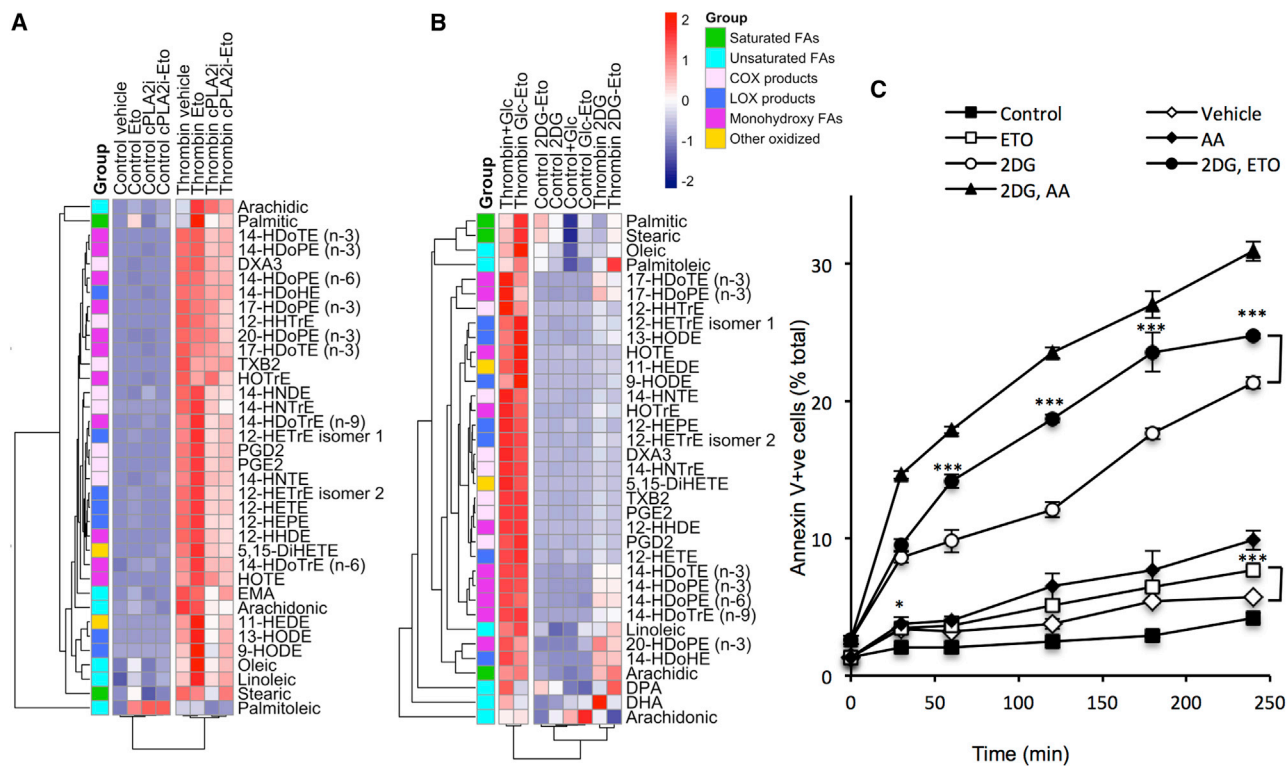 A
Group
Control vehicle
Control Eto
Control cPLA2i
Control cPLA2i-Eto
Thrombin vehicle
Thrombin Eto
Thrombin cPLA2i
Thrombin cPLA2i-Eto
Arachidic
Palmitic
14-HDoTE (n-3)
14-HDoPE (n-3)
DXA3
14-HDoPE (n-6)
14-HDoHE
17-HDoPE (n-3)
12-HHTrE
20-HDoPE (n-3)
17-HDoTE (n-3)
TXB2
HOTrE
14-HNDE
14-HNTrE
14-HDoTrE (n-9)
12-HETrE isomer 1
PGD2
PGE2
14-HNTE
12-HETrE isomer 2
12-HETE
12-HEPE
12-HHDE
5,15-DiHETE
14-HDoTrE (n-6)
HOTE
EMA
Arachidonic
11-HEDE
13-HODE
9-HODE
Oleic
Linoleic
Stearic
Palmitoleic
B
Group
Thrombin+Glc
Thrombin Glc-Eto
Control 2DG-Eto
Control 2DG
Control+Glc
Control Glc-Eto
Thrombin 2DG
Thrombin 2DG-Eto
2
1
0
-1
-2
Group
Saturated FAs
Unsaturated FAs
COX products
LOX products
Monohydroxy FAs
Other oxidized
Palmitic
Stearic
Oleic
Palmitoleic
17-HDoTE (n-3)
17-HDoPE (n-3)
12-HHTrE
12-HETrE isomer 1
13-HODE
HOTE
11-HEDE
9-HODE
14-HNTE
HOTrE
12-HEPE
12-HETrE isomer 2
DXA3
14-HNTrE
5,15-DiHETE
TXB2
PGE2
12-HHDE
PGD2
12-HETE
14-HDoTE (n-3)
14-HDoPE (n-3)
14-HDoPE (n-6)
14-HDoTrE (n-9)
Linoleic
20-HDoPE (n-3)
14-HDoHE
Arachidic
DPA
DHA
Arachidonic
C
Control
Vehicle
ETO
AA
2DG
2DG, ETO
2DG, AA
Annexin V+ve cells (% total)
30
20
10
0
*
***
***
***
***
***
0
50
100
150
200
250
Time (min)